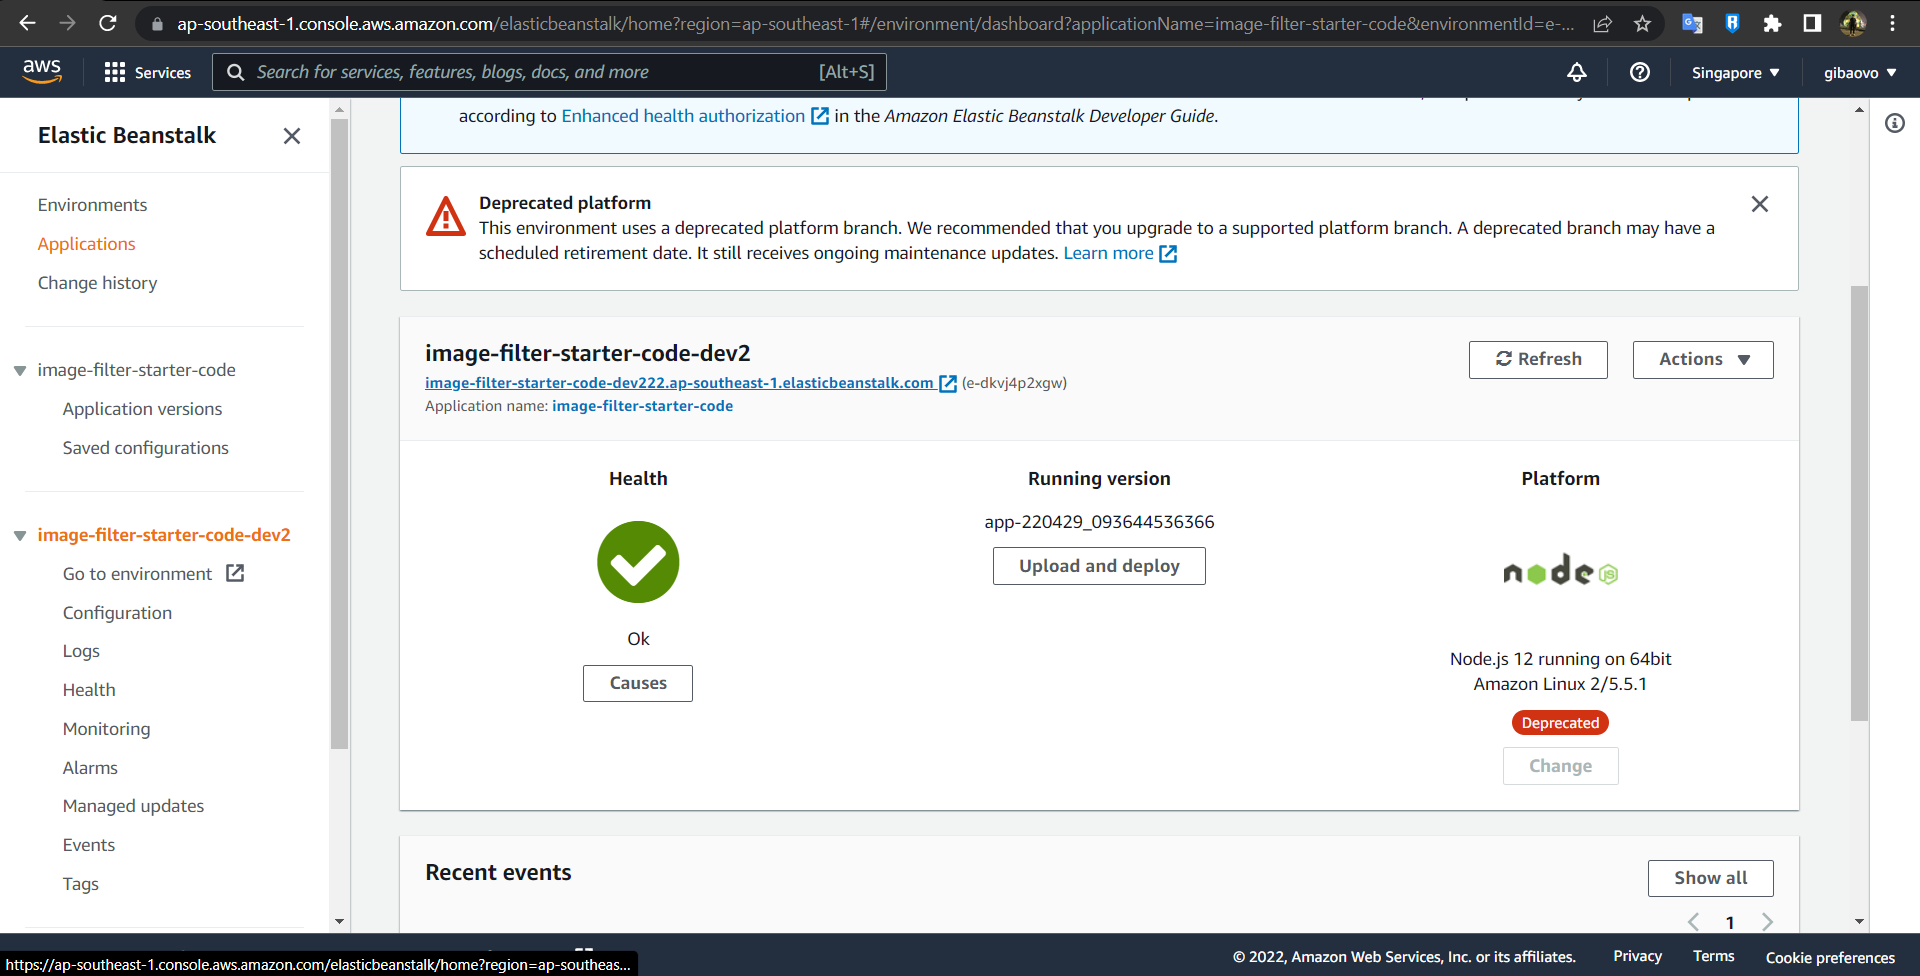 ap-southeast-1.console.aws.amazon.com/elasticbeanstalk/home?region=ap-southeast-1#/environment/dashboard?applicationName=image-filter-starter-code&environmentId=e-...
aws
Services
Search for services, features, blogs, docs, and more
[Alt+S]
Singapore
gibaovo
Elastic Beanstalk
Environments
Applications
Change history
image-filter-starter-code
Application versions
Saved configurations
image-filter-starter-code-dev2
Go to environment
Configuration
Logs
Health
Monitoring
Alarms
Managed updates
Events
Tags
according to Enhanced health authorization in the Amazon Elastic Beanstalk Developer Guide.
Deprecated platform
This environment uses a deprecated platform branch. We recommended that you upgrade to a supported platform branch. A deprecated branch may have a
scheduled retirement date. It still receives ongoing maintenance updates. Learn more
image-filter-starter-code-dev2
image-filter-starter-code-dev222.ap-southeast-1.elasticbeanstalk.com (e-dkvj4p2xgw)
Application name: image-filter-starter-code
Refresh
Actions
Health
Ok
Causes
Running version
app-220429_093644536366
Upload and deploy
Platform
node JS
Node.js 12 running on 64bit
Amazon Linux 2/5.5.1
Deprecated
Change
Recent events
Show all
1
https://ap-southeast-1.console.aws.amazon.com/elasticbeanstalk/home?region=ap-southeas...
© 2022, Amazon Web Services, Inc. or its affiliates.
Privacy
Terms
Cookie preferences